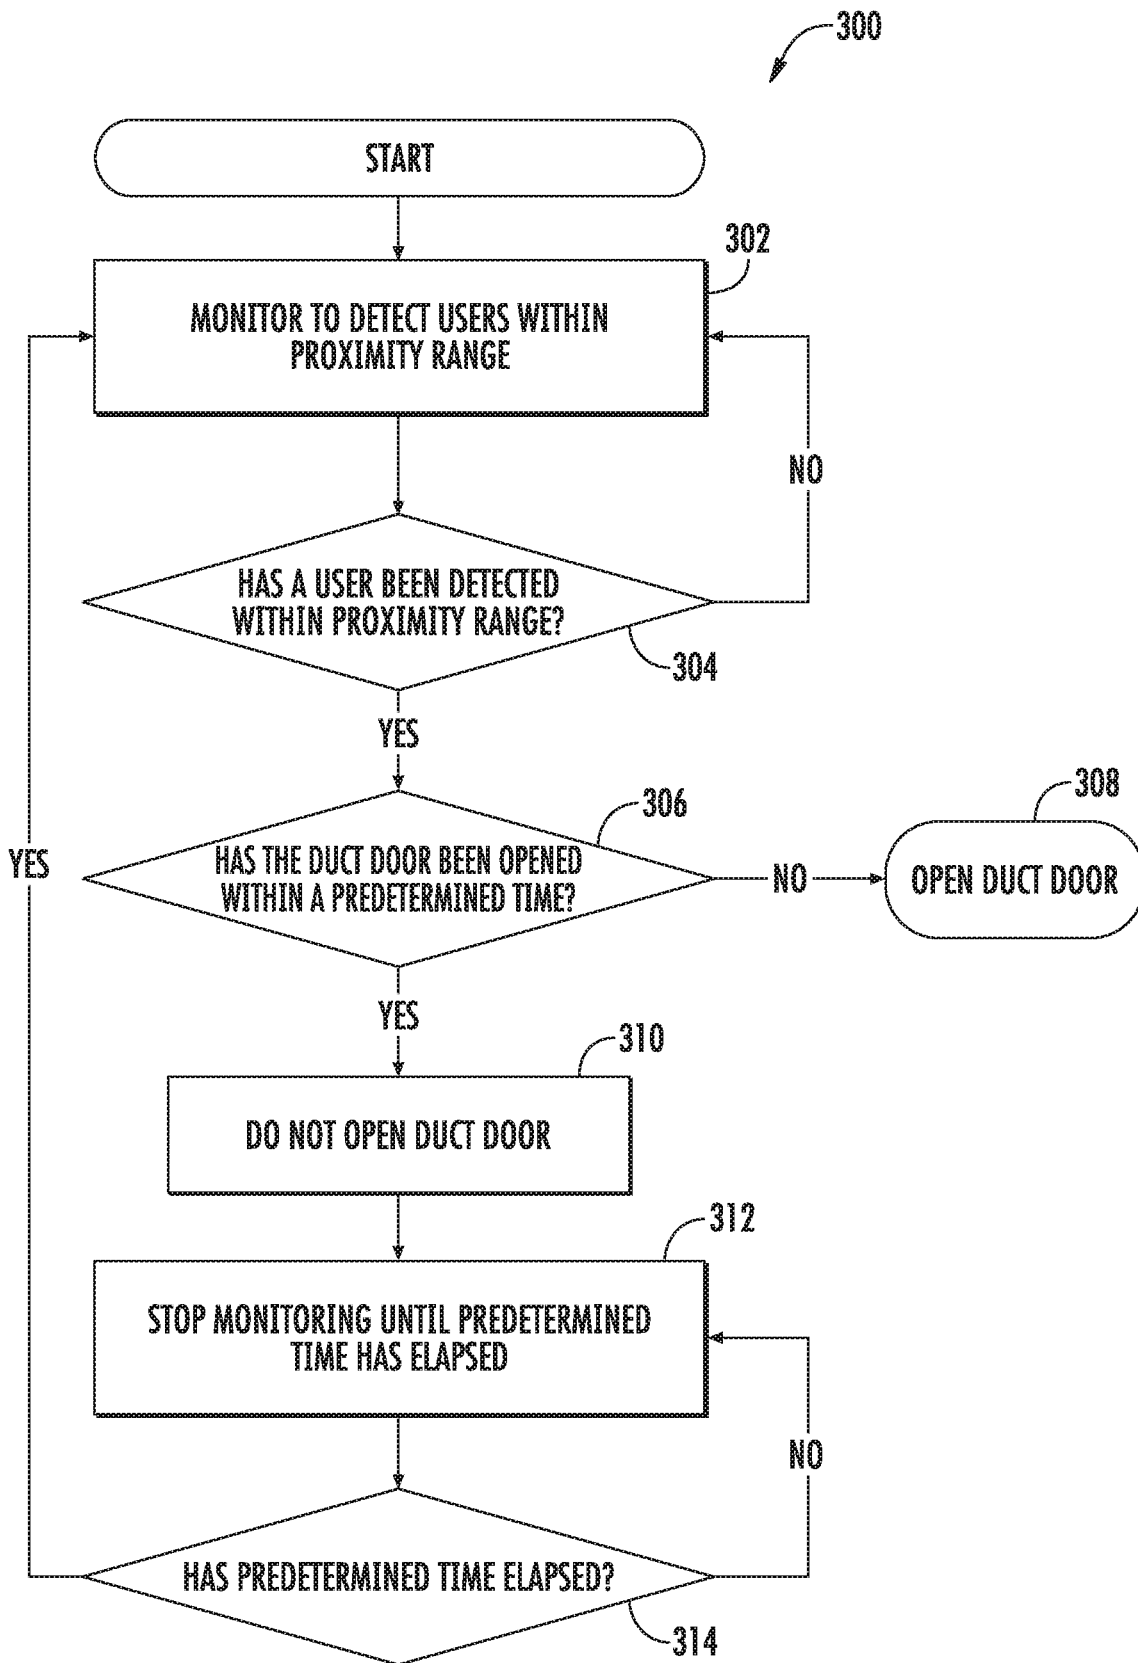 300
START
302
MONITOR TO DETECT USERS WITHIN
PROXIMITY RANGE
NO
HAS A USER BEEN DETECTED
WITHIN PROXIMITY RANGE?
304
YES
306
308
YES
HAS THE DUCT DOOR BEEN OPENED
WITHIN A PREDETERMINED TIME?
NO
OPEN DUCT DOOR
YES
310
DO NOT OPEN DUCT DOOR
312
STOP MONITORING UNTIL PREDETERMINED
TIME HAS ELAPSED
NO
HAS PREDETERMINED TIME ELAPSED?
314